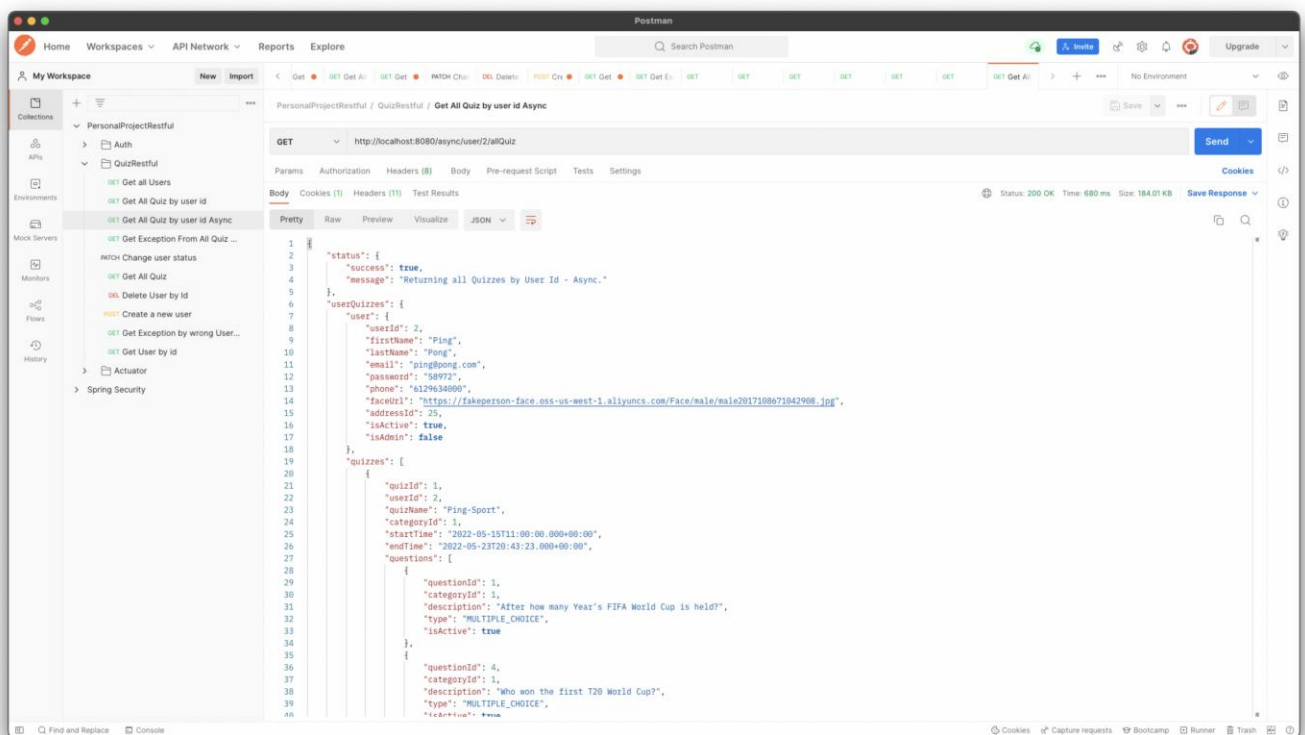 Postman
Home Workspaces API Network Reports Explore Search Postman Invite Upgrade
My Workspace New Import Get GET Get Al GET Get PATCH Cha DEL Delete POST Cre GET Get GET Get Ex GET GET GET GET GET GET GET Get Al No Environment
Collections
APIs
Environments
Mock Servers
Monitors
Flows
History
PersonalProjectRestful
Auth
QuizRestful
GET Get all Users
GET Get All Quiz by user id
GET Get All Quiz by user id Async
GET Get Exception From All Quiz ...
PATCH Change user status
GET Get All Quiz
DEL Delete User by Id
POST Create a new user
GET Get Exception by wrong User...
GET Get User by id
Actuator
Spring Security
PersonalProjectRestful / QuizRestful / Get All Quiz by user id Async Save
GET http://localhost:8080/async/user/2/allQuiz Send
Params Authorization Headers (8) Body Pre-request Script Tests Settings Cookies
Body Cookies (1) Headers (11) Test Results Status: 200 OK Time: 680 ms Size: 184.01 KB Save Response
Pretty Raw Preview Visualize JSON
1 {
2 "status": {
3 "success": true,
4 "message": "Returning all Quizzes by User Id - Async."
5 },
6 "userQuizzes": {
7 "user": {
8 "userId": 2,
9 "firstName": "Ping",
10 "lastName": "Pong",
11 "email": "ping@pong.com",
12 "password": "58972",
13 "phone": "6129634000",
14 "faceUrl": "https://fakeperson-face.oss-us-west-1.aliyuncs.com/Face/male/male2017108671042908.jpg",
15 "addressId": 25,
16 "isActive": true,
17 "isAdmin": false
18 },
19 "quizzes": [
20 {
21 "quizId": 1,
22 "userId": 2,
23 "quizName": "Ping-Sport",
24 "categoryId": 1,
25 "startTime": "2022-05-15T11:00:00.000+00:00",
26 "endTime": "2022-05-23T20:43:23.000+00:00",
27 "questions": [
28 {
29 "questionId": 1,
30 "categoryId": 1,
31 "description": "After how many Year's FIFA World Cup is held?",
32 "type": "MULTIPLE_CHOICE",
33 "isActive": true
34 },
35 {
36 "questionId": 4,
37 "categoryId": 1,
38 "description": "Who won the first T20 World Cup?",
39 "type": "MULTIPLE_CHOICE",
40 "isActive": true
Find and Replace Console Cookies Capture requests Bootcamp Runner Trash